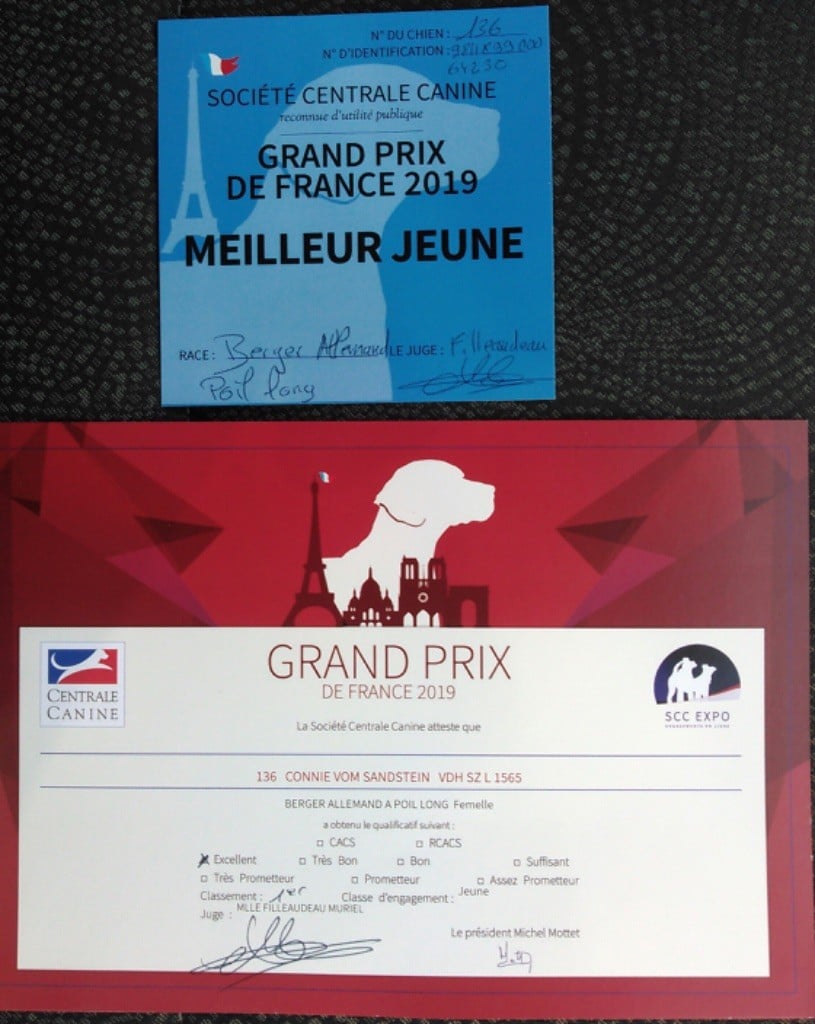 N° DU CHIEN : 136
N° D'IDENTIFICATION :
64230
SOCIÉTÉ CENTRALE CANINE
reconnue d'utilité publique
GRAND PRIX
DE FRANCE 2019
MEILLEUR JEUNE
RACE : Berger Allemand LE JUGE : Filleaudeau
Poil long
CENTRALE
CANINE
GRAND PRIX
DE FRANCE 2019
SCC EXPO
La Société Centrale Canine atteste que
136 CONNIE VOM SANDSTEIN VDH SZ L 1565
BERGER ALLEMAND A POIL LONG Femelle
a obtenu le qualificatif suivant :
□ CACS □ RCACS
☒ Excellent □ Très Bon □ Bon □ Suffisant
□ Très Prometteur □ Prometteur □ Assez Prometteur
Classement : 1er Classe d'engagement : Jeune
Juge : MLLE FILLEAUDEAU MURIEL
Le président Michel Mottet